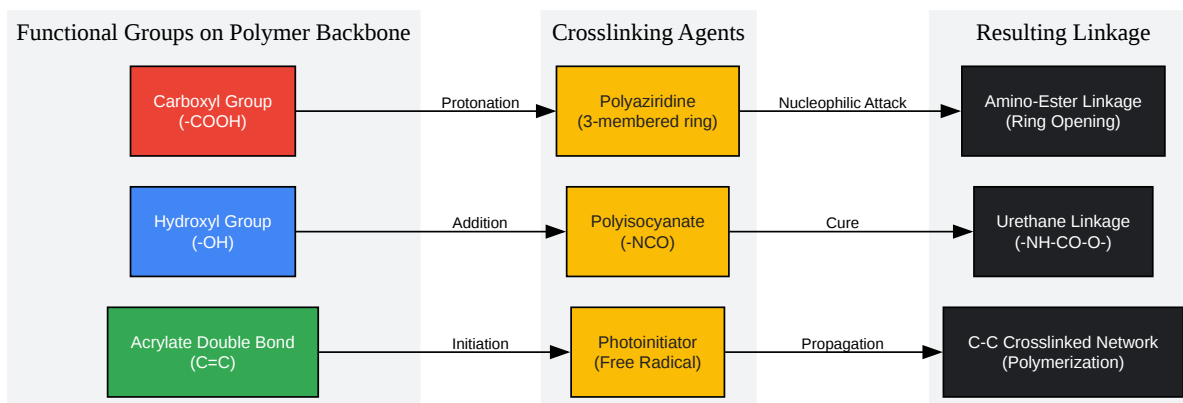 Functional Groups on Polymer Backbone
Crosslinking Agents
Resulting Linkage
Carboxyl Group
(-COOH)
Protonation
Polyaziridine
(3-membered ring)
Nucleophilic Attack
Amino-Ester Linkage
(Ring Opening)
Hydroxyl Group
(-OH)
Addition
Polyisocyanate
(-NCO)
Cure
Urethane Linkage
(-NH-CO-O-)
Acrylate Double Bond
(C=C)
Initiation
Photoinitiator
(Free Radical)
Propagation
C-C Crosslinked Network
(Polymerization)